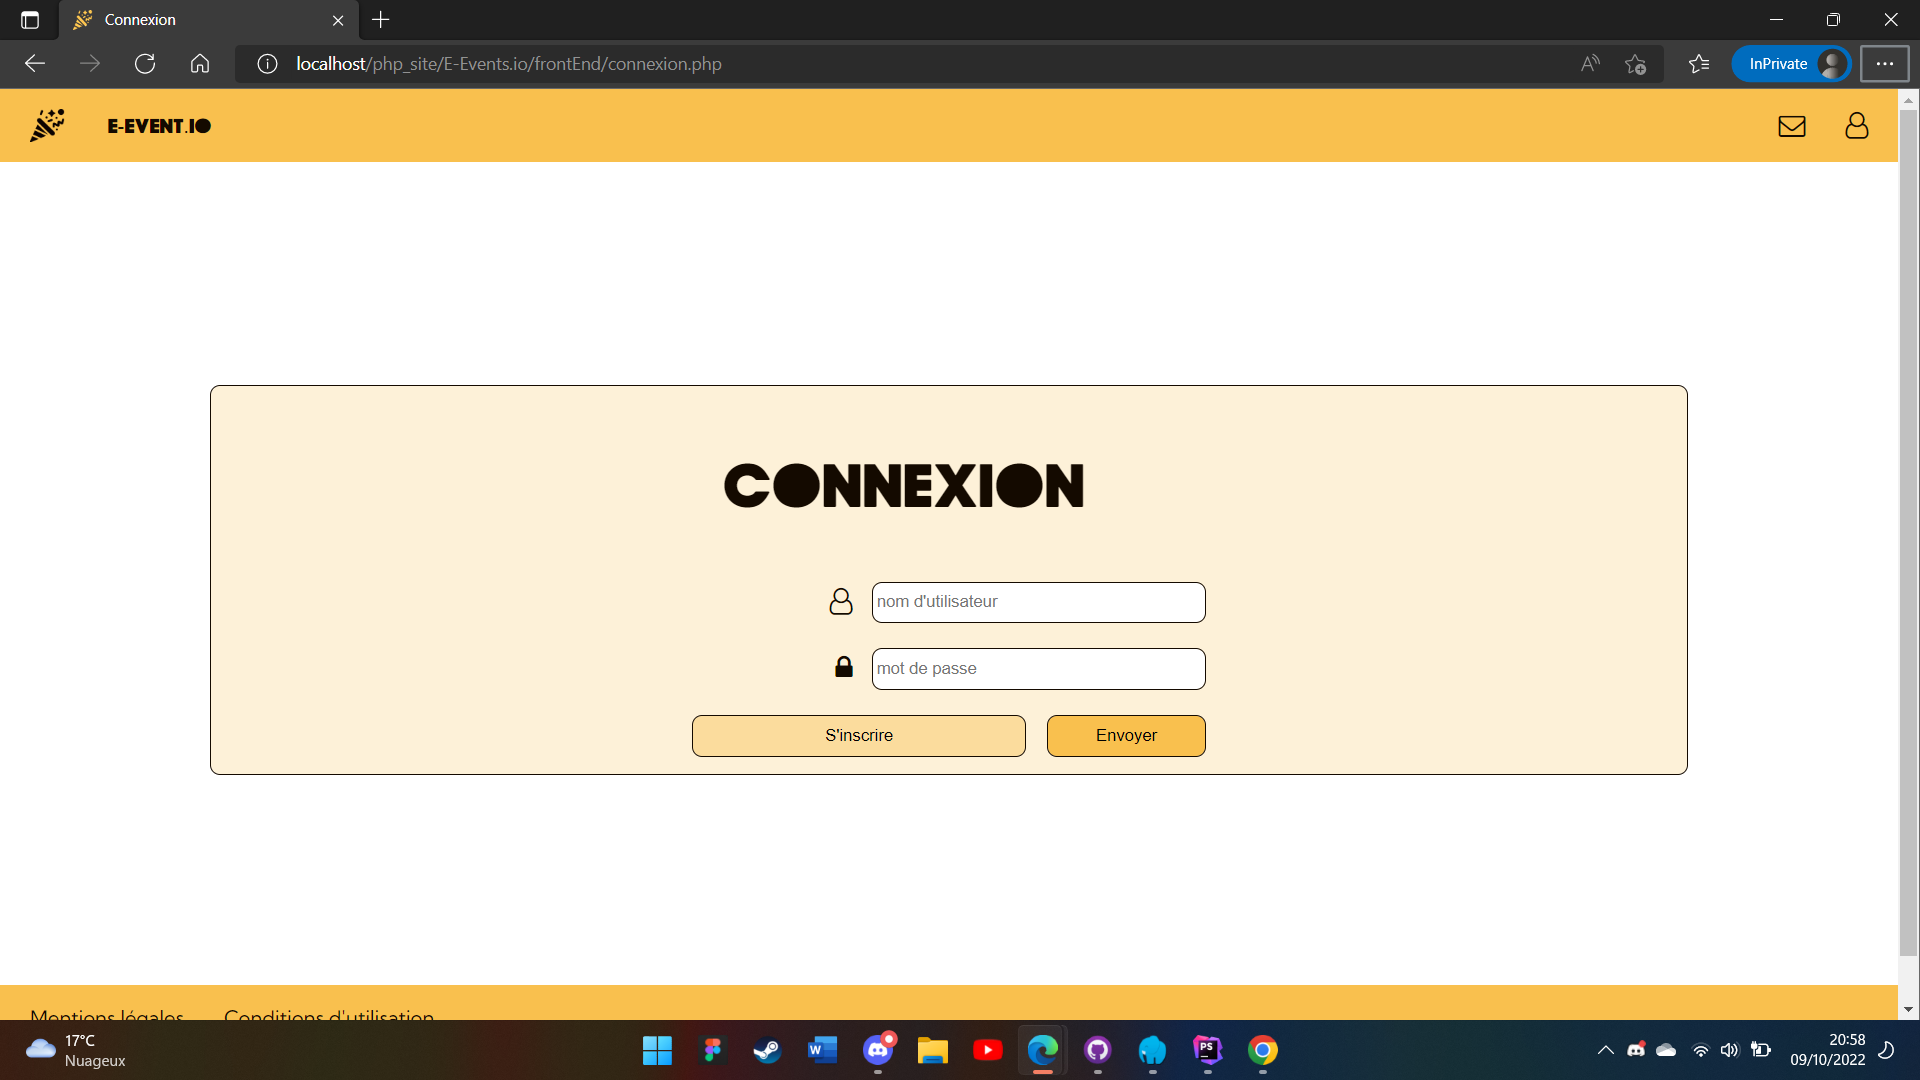 Connexion
localhost/php_site/E-Events.io/frontEnd/connexion.php
InPrivate
E-EVENT.IO
CONNEXION
nom d'utilisateur
mot de passe
S'inscrire
Envoyer
Mentions légales
Conditions d'utilisation
17°C
Nuageux
20:58
09/10/2022